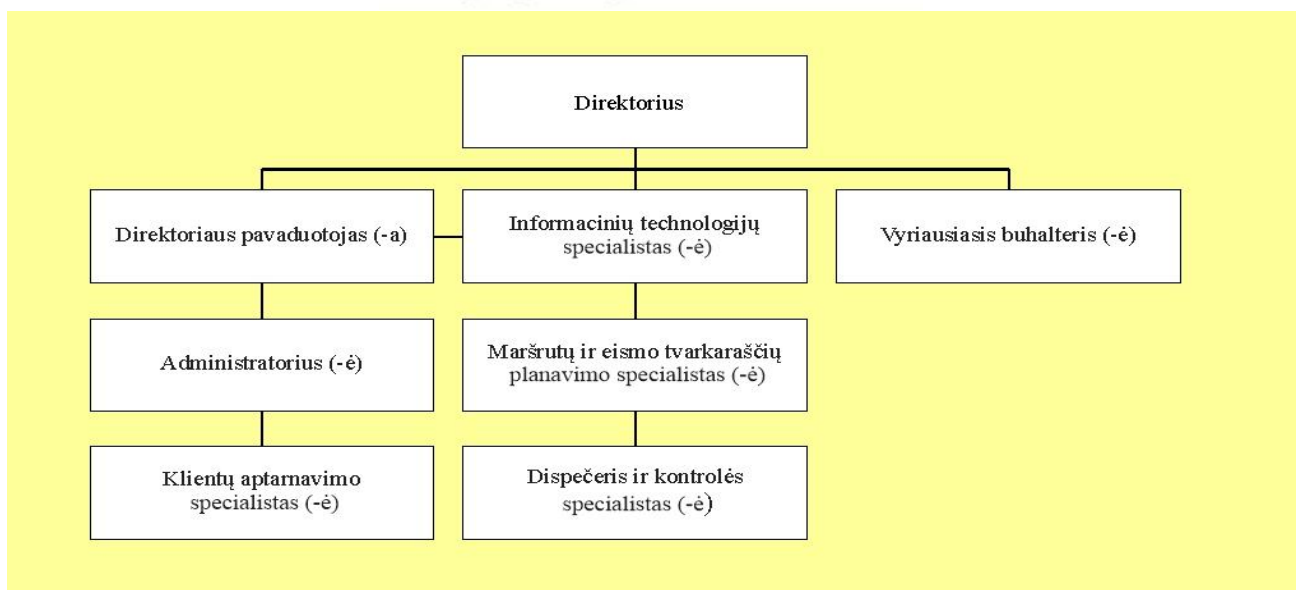 Direktorius
Direktoriaus pavaduotojas (-a)
Informacinių technologijų
specialistas (-ė)
Vyriausiasis buhalteris (-ė)
Administratorius (-ė)
Maršrutų ir eismo tvarkaraščių
planavimo specialistas (-ė)
Klientų aptarnavimo
specialistas (-ė)
Dispečeris ir kontrolės
specialistas (-ė)